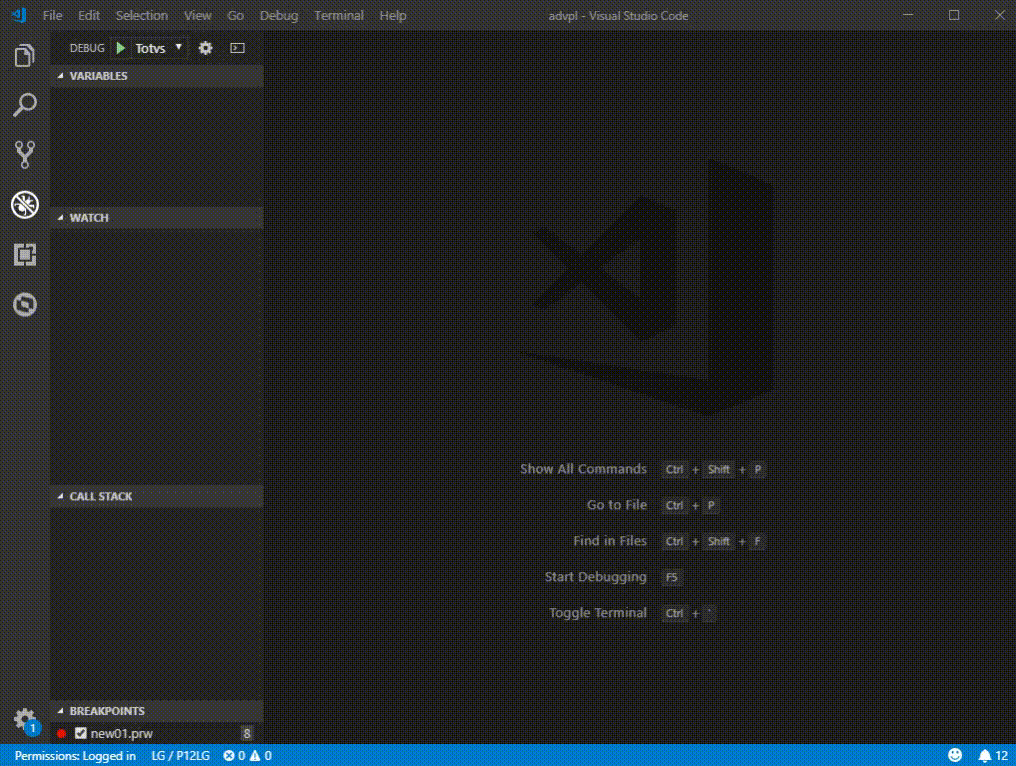 File Edit Selection View Go Debug Terminal Help advpl - Visual Studio Code
DEBUG Totvs
VARIABLES
WATCH
CALL STACK
Show All Commands Ctrl + Shift + P
Go to File Ctrl + P
Find in Files Ctrl + Shift + F
Start Debugging F5
Toggle Terminal Ctrl + `
BREAKPOINTS
1
new01.prw 8
Permissions: Logged in LG / P12LG 0 0 12